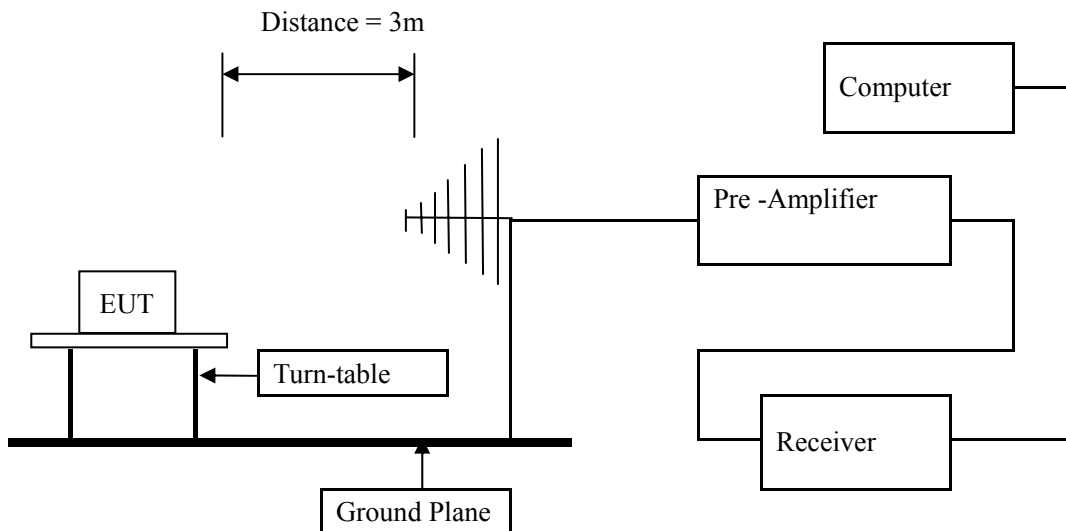 Distance = 3m
Computer
Pre -Amplifier
EUT
Turn-table
Receiver
Ground Plane